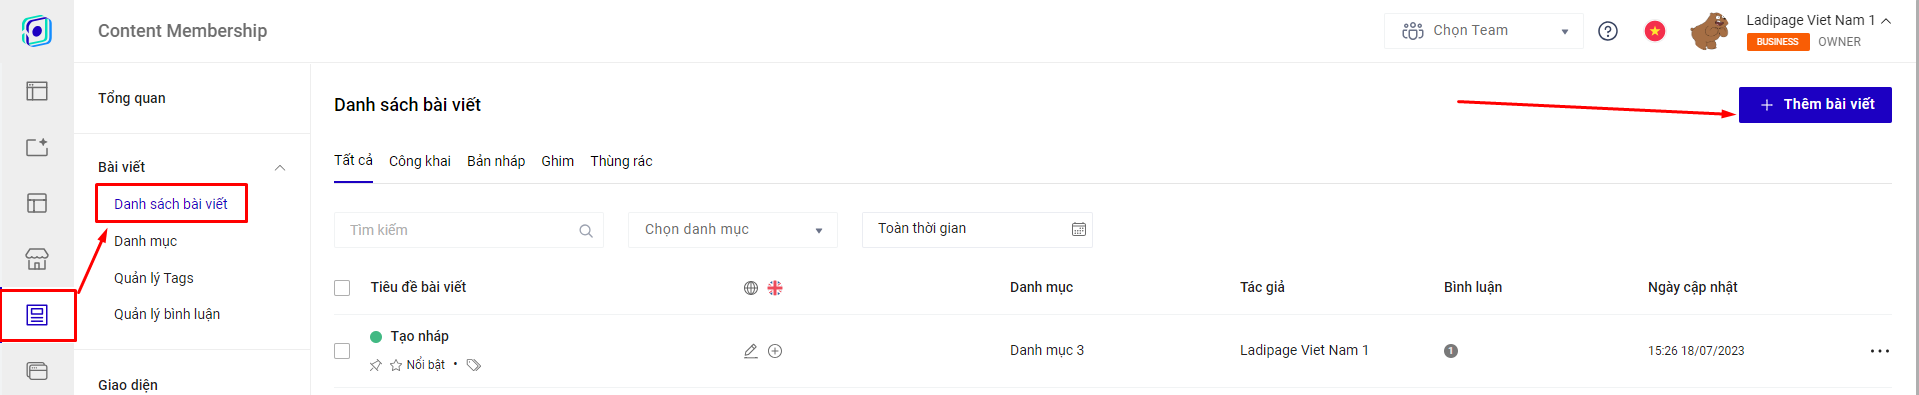 Content Membership
Chọn Team
Ladipage Viet Nam 1
BUSINESS OWNER
Tổng quan
Bài viết
Danh sách bài viết
Danh mục
Quản lý Tags
Quản lý bình luận
Giao diện
Danh sách bài viết
+ Thêm bài viết
Tất cả Công khai Bản nháp Ghim Thùng rác
Tìm kiếm Chọn danh mục Toàn thời gian
Tiêu đề bài viết Danh mục Tác giả Bình luận Ngày cập nhật
Tạo nháp
Nổi bật •
Danh mục 3 Ladipage Viet Nam 1 1 15:26 18/07/2023